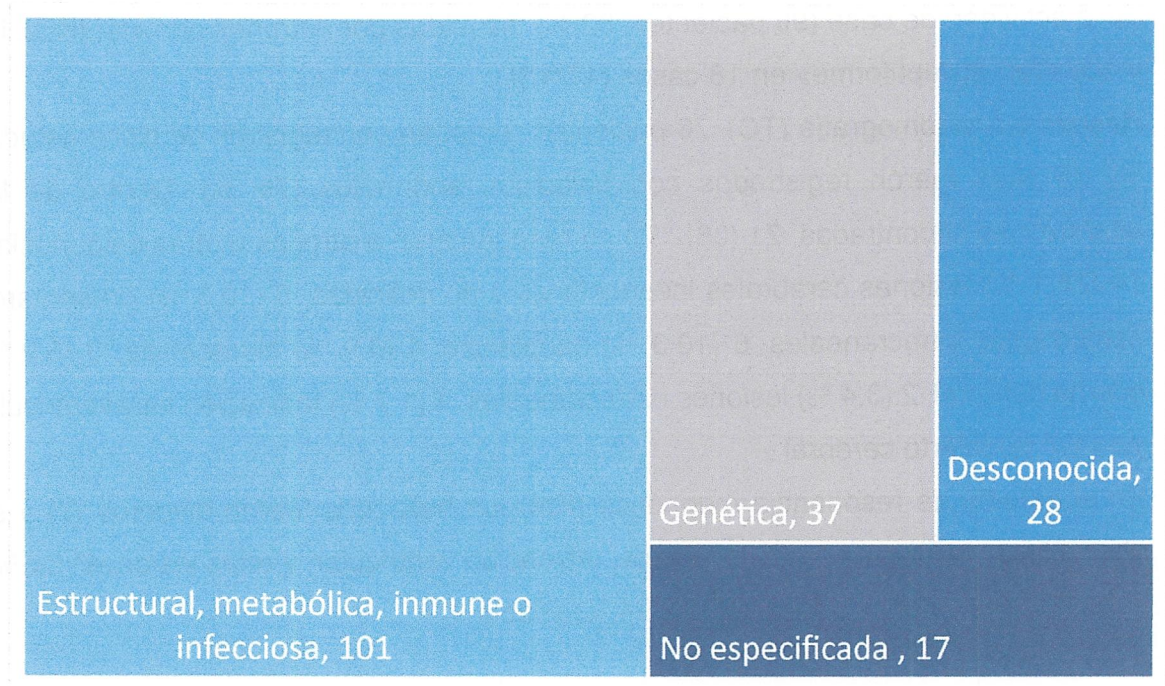 Estructural, metabólica, inmune o
infecciosa, 101
Genética, 37
Desconocida,
28
No especificada , 17